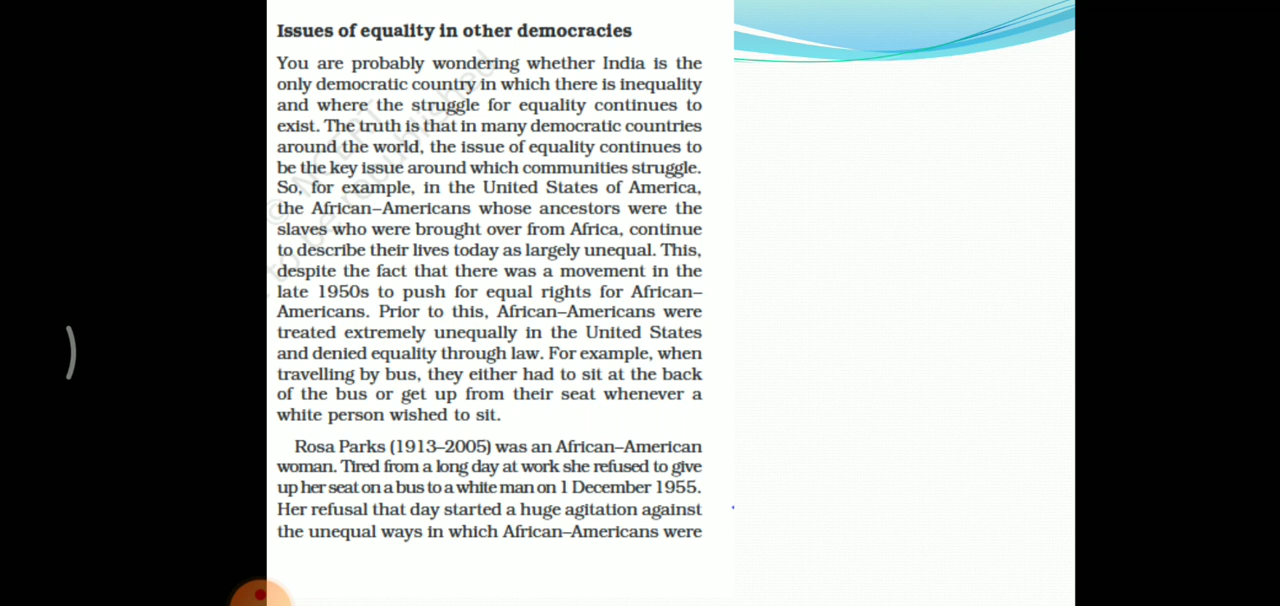 Issues of equality in other democracies
You are probably wondering whether India is the
only democratic country in which there is inequality
and where the struggle for equality continues to
exist. The truth is that in many democratic countries
around the world, the issue of equality continues to
be the key issue around which communities struggle.
So, for example, in the United States of America,
the African–Americans whose ancestors were the
slaves who were brought over from Africa, continue
to describe their lives today as largely unequal. This,
despite the fact that there was a movement in the
late 1950s to push for equal rights for African–
Americans. Prior to this, African–Americans were
treated extremely unequally in the United States
and denied equality through law. For example, when
travelling by bus, they either had to sit at the back
of the bus or get up from their seat whenever a
white person wished to sit.
Rosa Parks (1913–2005) was an African–American
woman. Tired from a long day at work she refused to give
up her seat on a bus to a white man on 1 December 1955.
Her refusal that day started a huge agitation against
the unequal ways in which African–Americans were